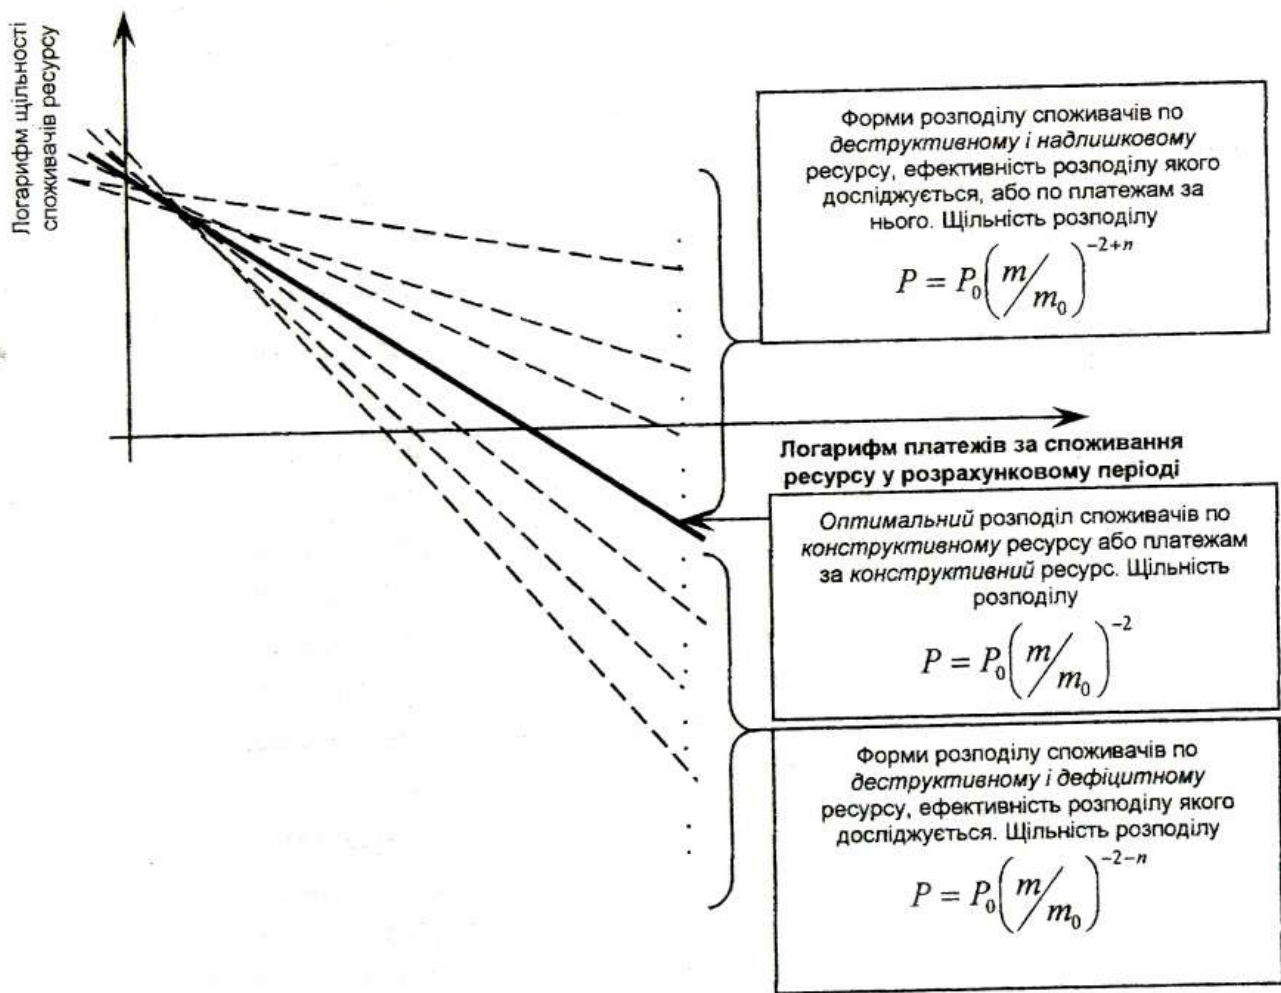 Логарифм щільності
споживачів ресурсу
Форми розподілу споживачів по
деструктивному і надлишковому
ресурсу, ефективність розподілу якого
досліджується, або по платежам за
нього. Щільність розподілу
P = P₀(m/m₀)⁻²⁺ⁿ
Логарифм платежів за споживання
ресурсу у розрахунковому періоді
Оптимальний розподіл споживачів по
конструктивному ресурсу або платежам
за конструктивний ресурс. Щільність
розподілу
P = P₀(m/m₀)⁻²
Форми розподілу споживачів по
деструктивному і дефіцитному
ресурсу, ефективність розподілу якого
досліджується. Щільність розподілу
P = P₀(m/m₀)⁻²⁻ⁿ